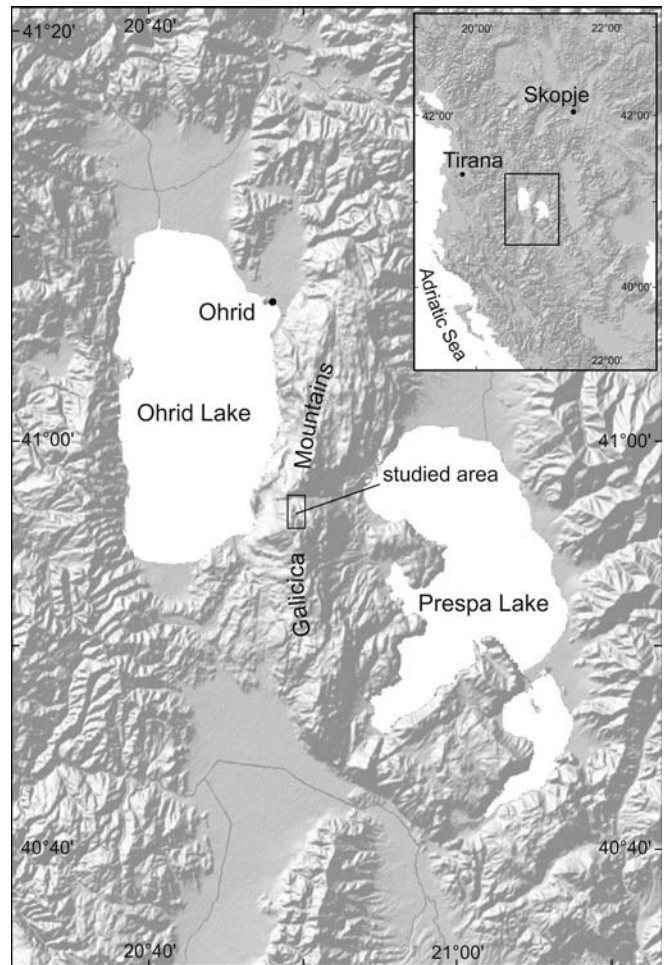 41°20'
20°40'
20°00'
22°00'
Skopje
42°00'
42°00'
Tirana
40°00'
Adriatic Sea
22°00'
Ohrid
Ohrid Lake
Mountains
41°00'
41°00'
studied area
Galicica
Prespa Lake
40°40'
40°40'
20°40'
21°00'